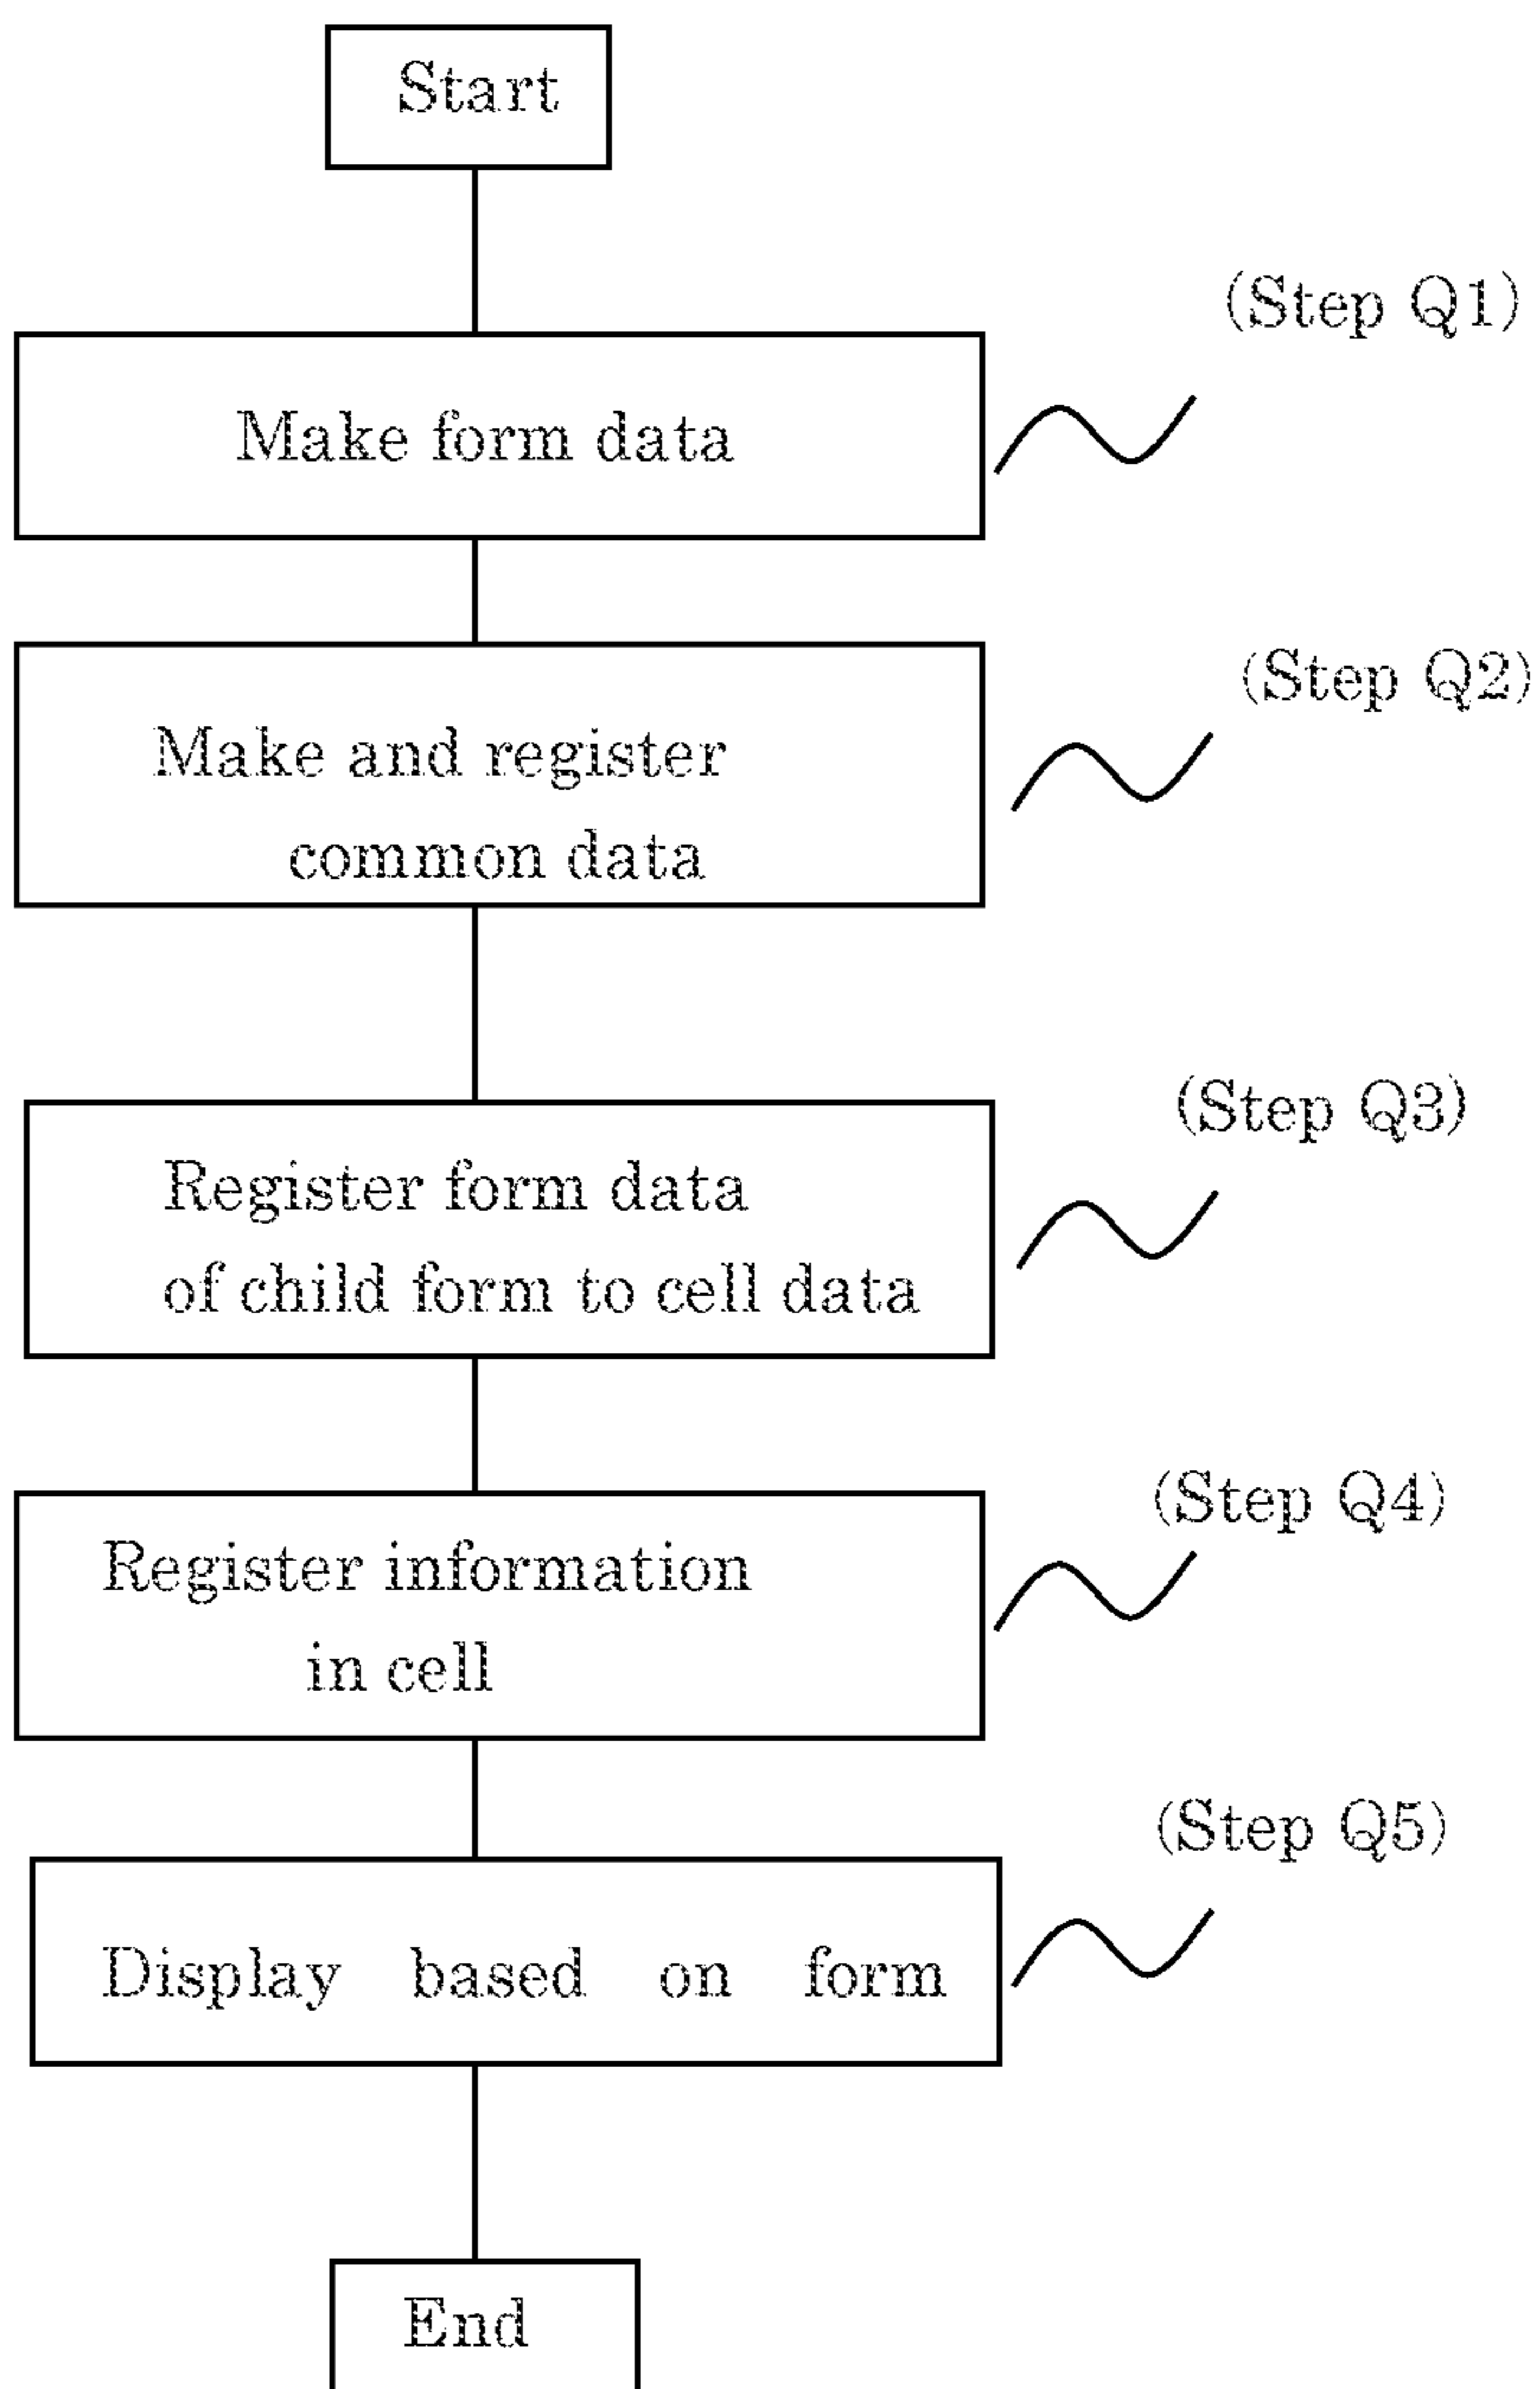 Start
(Step Q1)
Make form data
(Step Q2)
Make and register
common data
(Step Q3)
Register form data
of child form to cell data
(Step Q4)
Register information
in cell
(Step Q5)
Display based on form
End